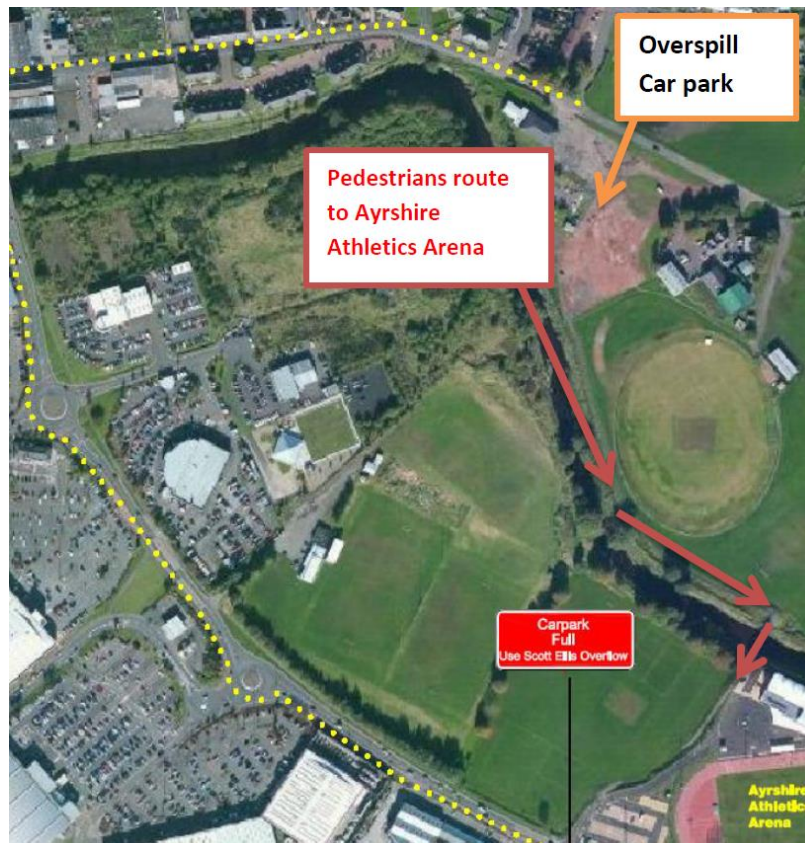 Overspill
Car park
Pedestrians route
to Ayrshire
Athletics Arena
Carpark
Full
Use Scott Ellis Overflow
Ayrshire
Athletic
Arena